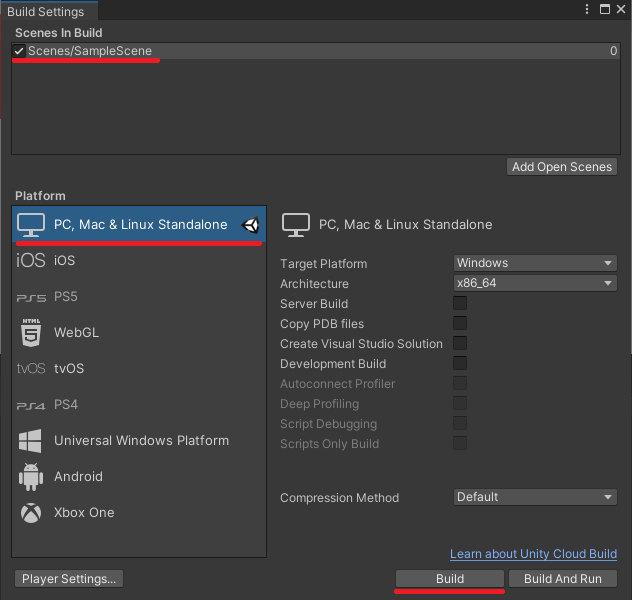 Build Settings
Scenes In Build
Scenes/SampleScene 0
Add Open Scenes
Platform
PC, Mac & Linux Standalone
iOS iOS
PS5 PS5
HTML 5 WebGL
tvOS tvOS
PS4 PS4
Universal Windows Platform
Android
Xbox One
PC, Mac & Linux Standalone
Target Platform Windows
Architecture x86_64
Server Build
Copy PDB files
Create Visual Studio Solution
Development Build
Autoconnect Profiler
Deep Profiling
Script Debugging
Scripts Only Build
Compression Method Default
Learn about Unity Cloud Build
Player Settings... Build Build And Run